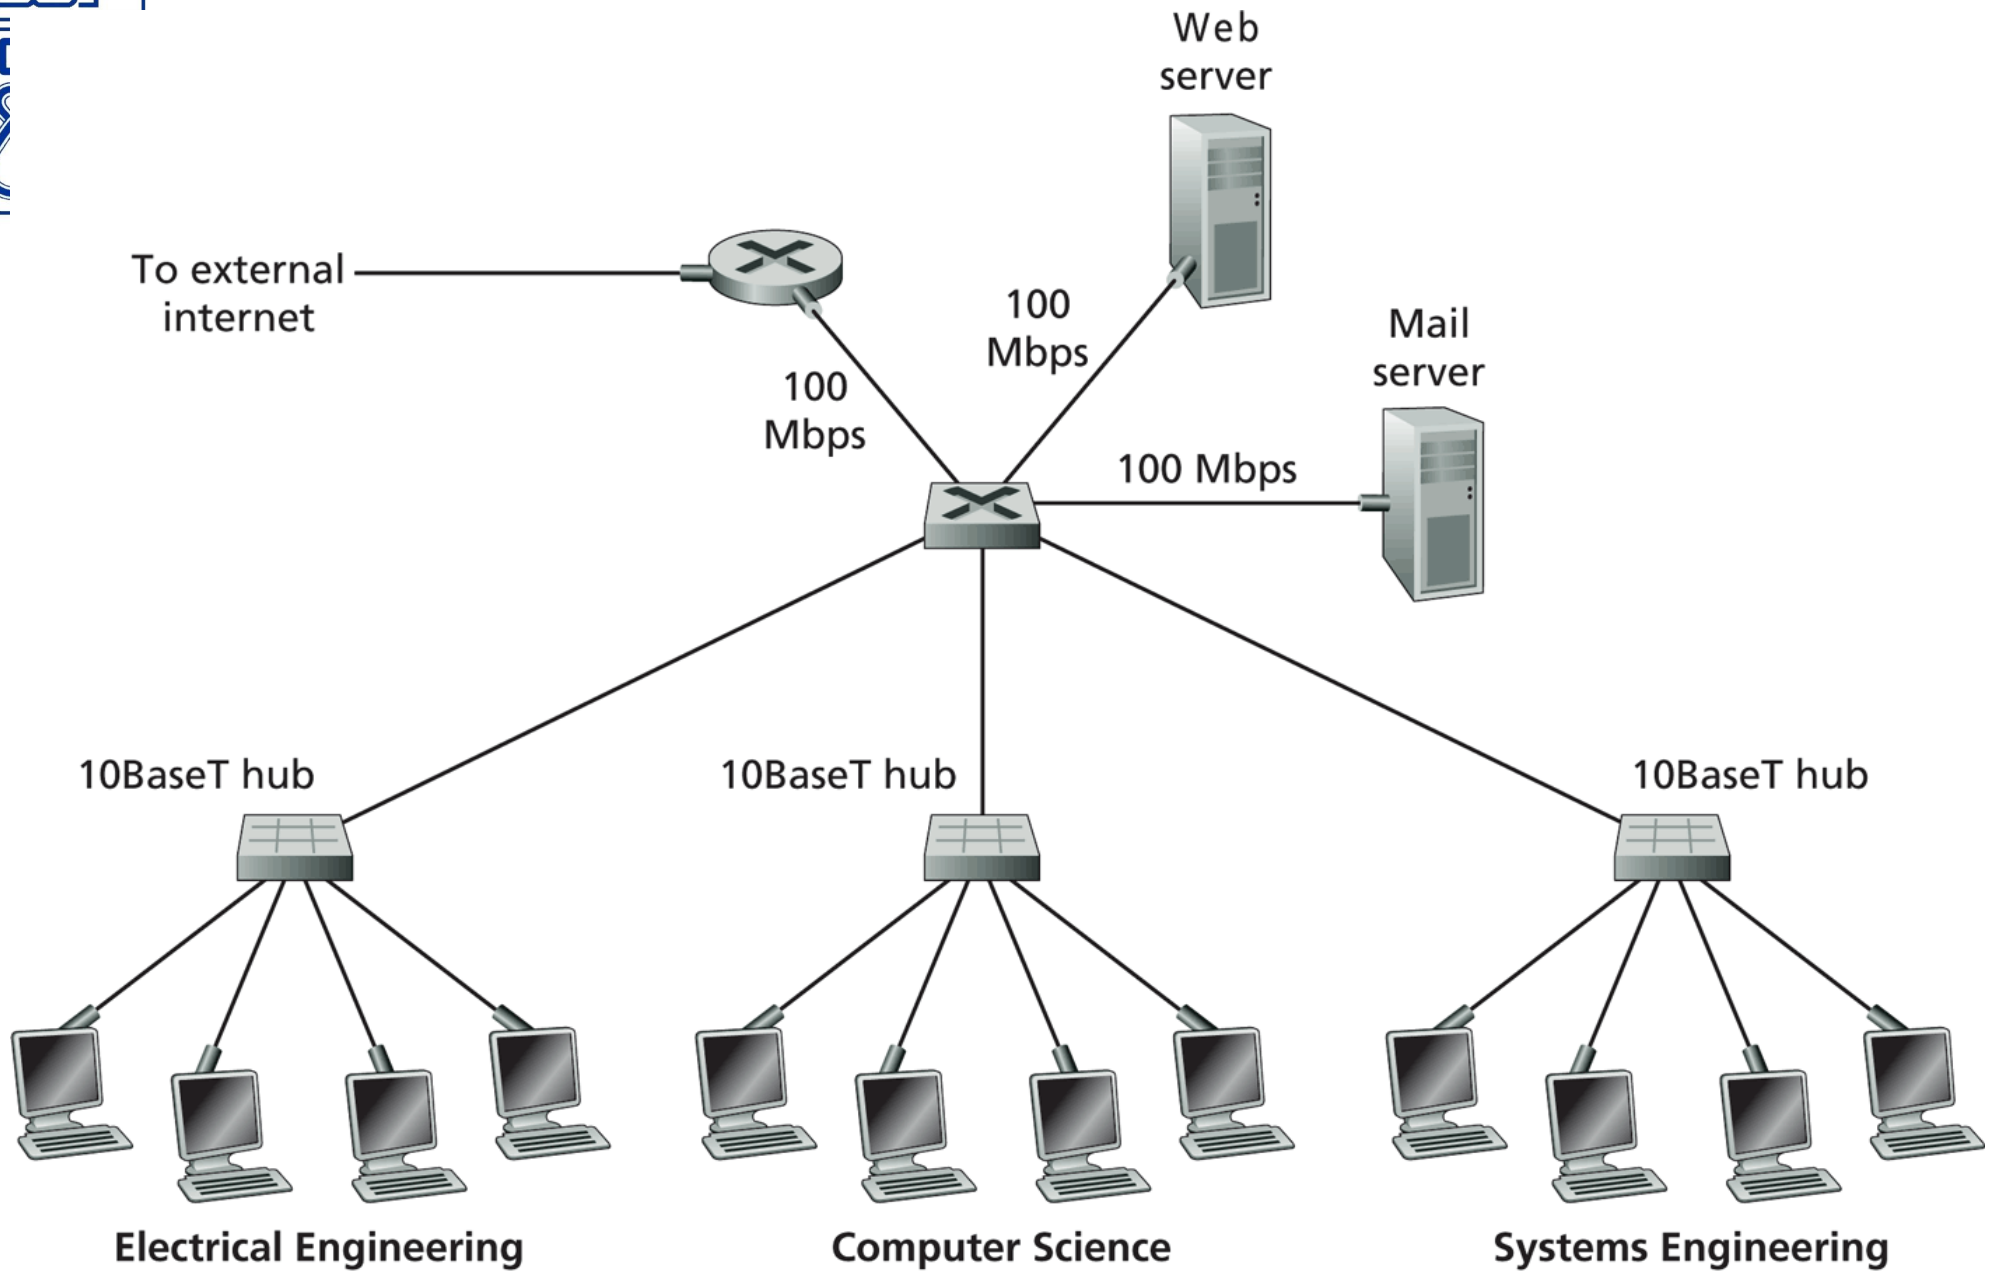 Web
server
To external
internet
100
Mbps
100
Mbps
Mail
server
100 Mbps
10BaseT hub
10BaseT hub
10BaseT hub
Electrical Engineering
Computer Science
Systems Engineering